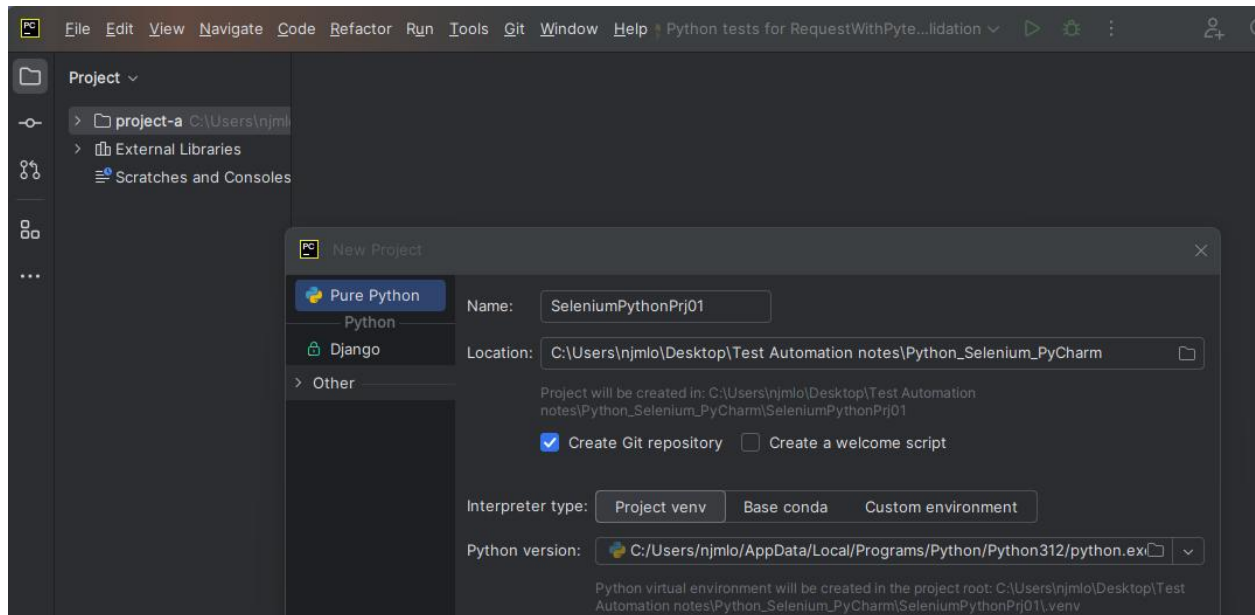 PC File Edit View Navigate Code Refactor Run Tools Git Window Help Python tests for RequestWithPyte...lidation
Project
project-a C:\Users\njml
External Libraries
Scratches and Consoles
PC New Project
Pure Python
Python
Django
Other
Name: SeleniumPythonPrj01
Location: C:\Users\njmlo\Desktop\Test Automation notes\Python_Selenium_PyCharm
Project will be created in: C:\Users\njmlo\Desktop\Test Automation
notes\Python_Selenium_PyCharm\SeleniumPythonPrj01
Create Git repository Create a welcome script
Interpreter type: Project venv Base conda Custom environment
Python version: C:/Users/njmlo/AppData/Local/Programs/Python/Python312/python.ex
Python virtual environment will be created in the project root: C:\Users\njmlo\Desktop\Test
Automation notes\Python_Selenium_PyCharm\SeleniumPythonPrj01\.venv